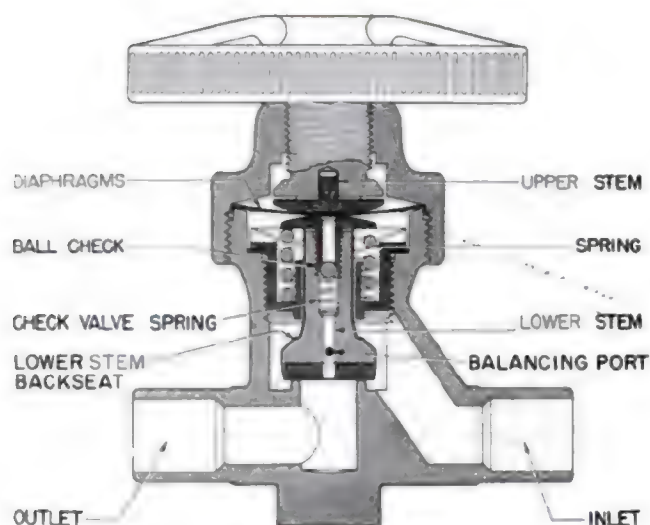 DIAPHRAGMS
UPPER STEM
BALL CHECK
SPRING
CHECK VALVE SPRING
LOWER STEM
LOWER STEM
BACKSEAT
BALANCING PORT
OUTLET
INLET